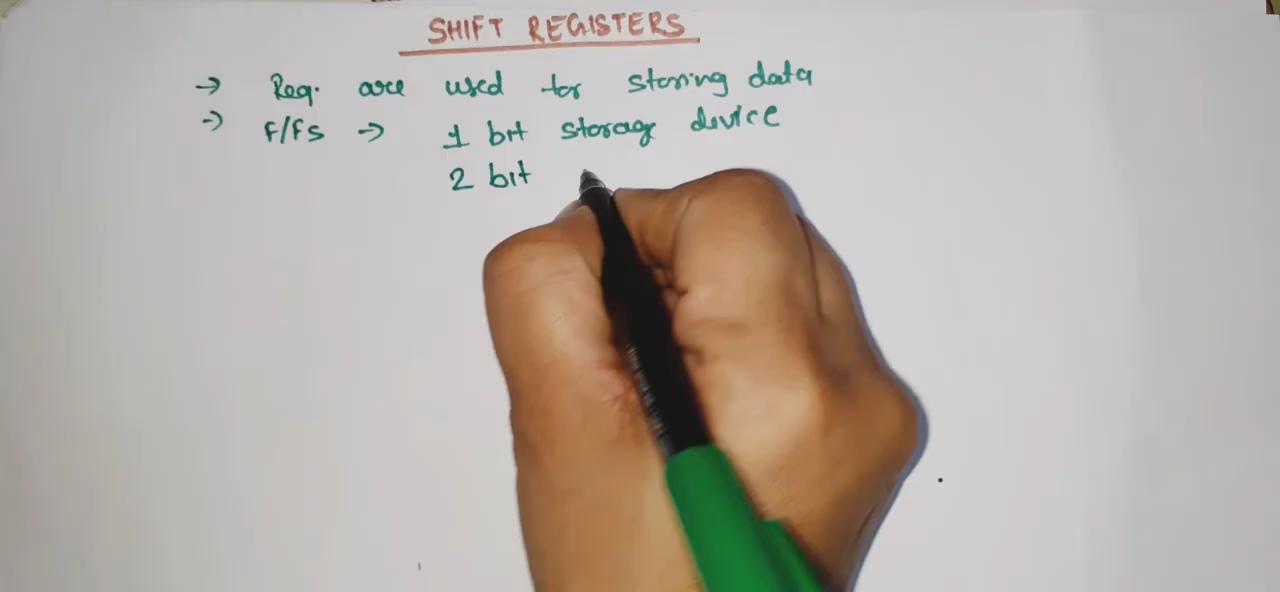 SHIFT REGISTERS
→ Reg. are used for storing data
→ F/Fs → 1 bit storage device
2 bit